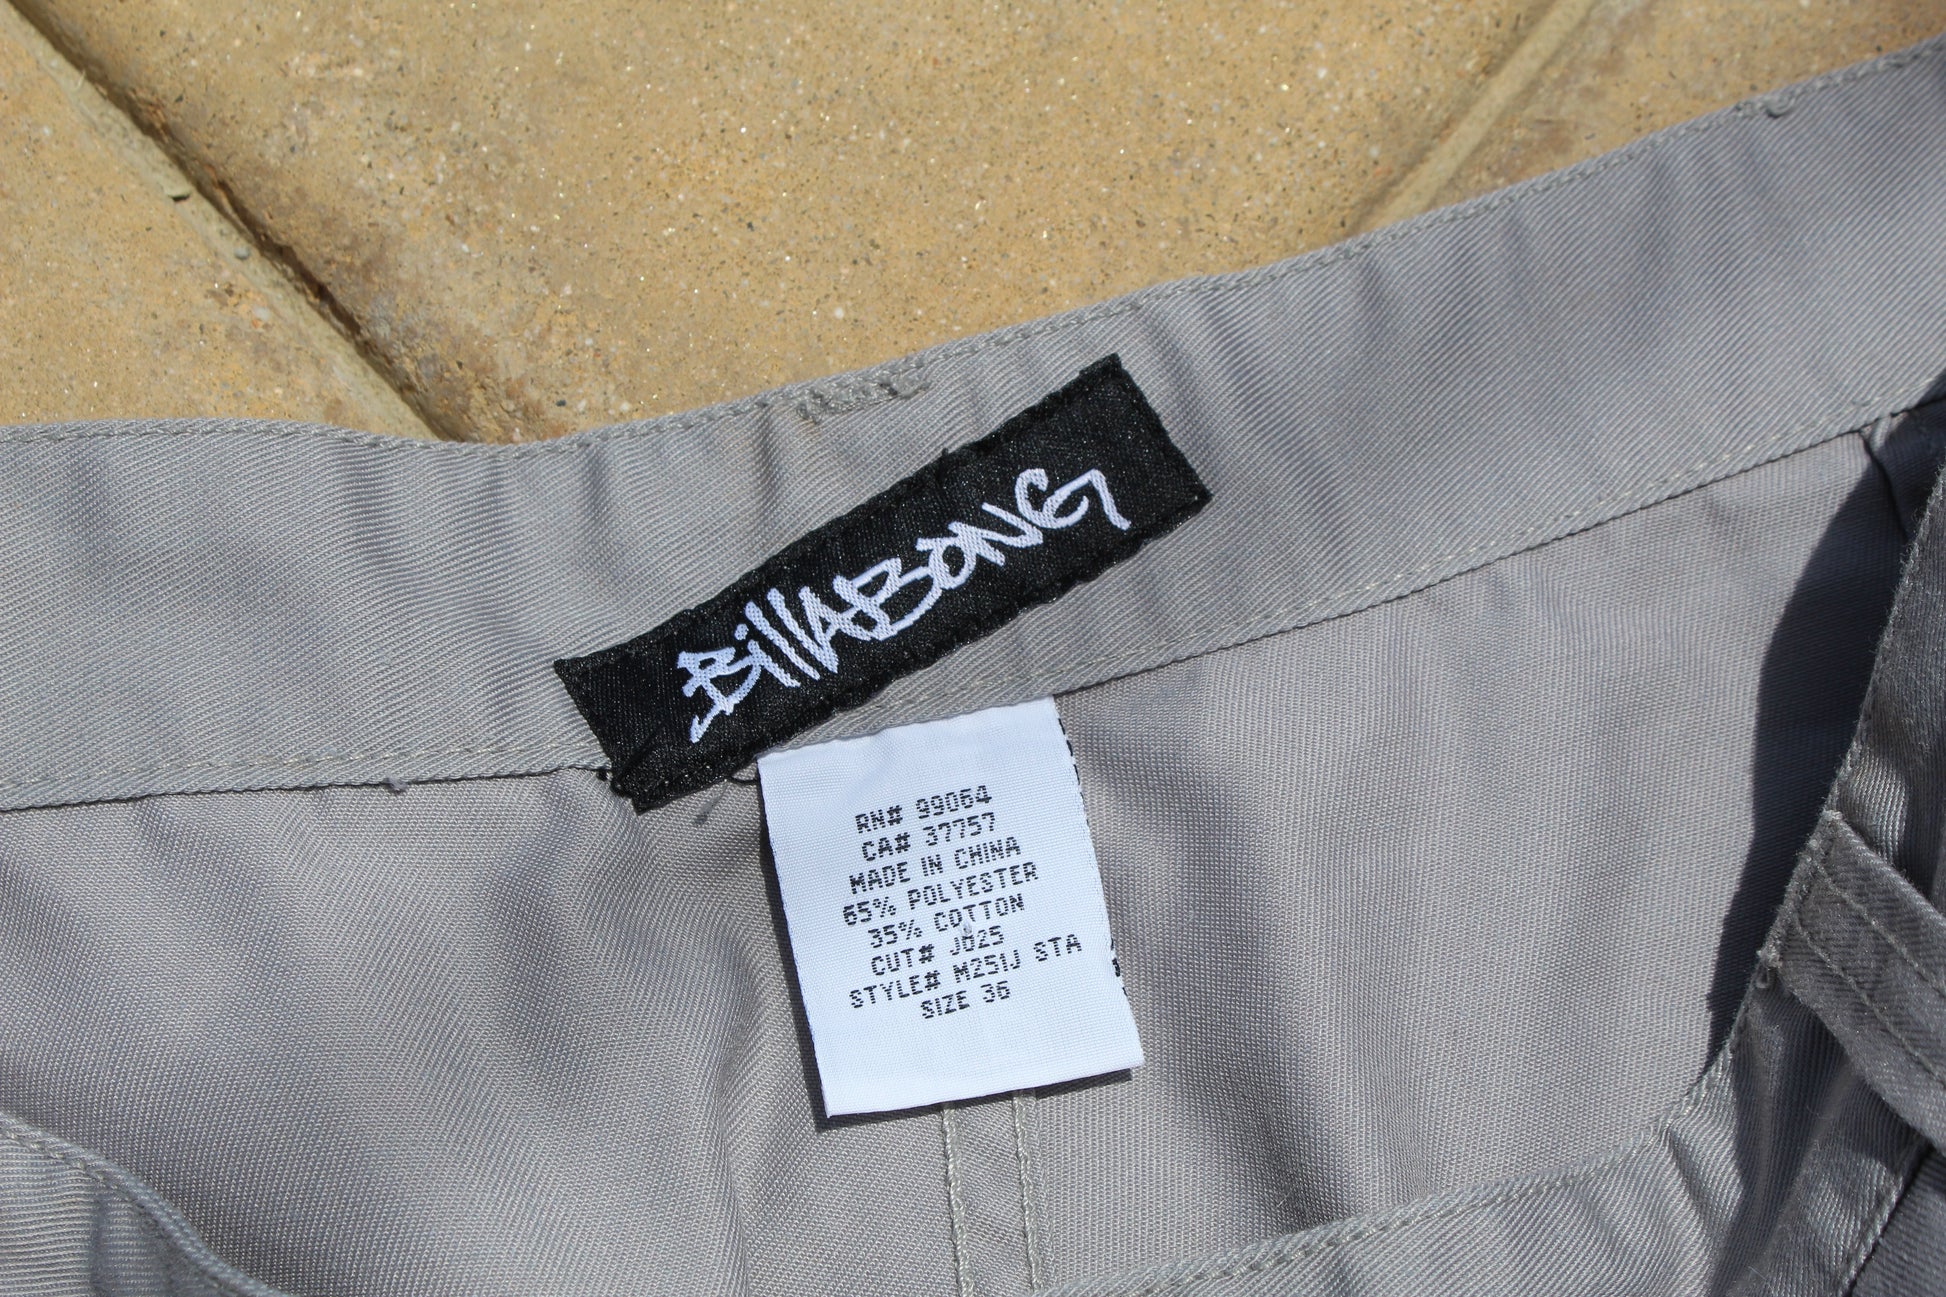 BillABONG
RN# 99064
CA# 37757
MADE IN CHINA
65% POLYESTER
35% COTTON
CUT# J025
STYLE# M251J STA
SIZE 36